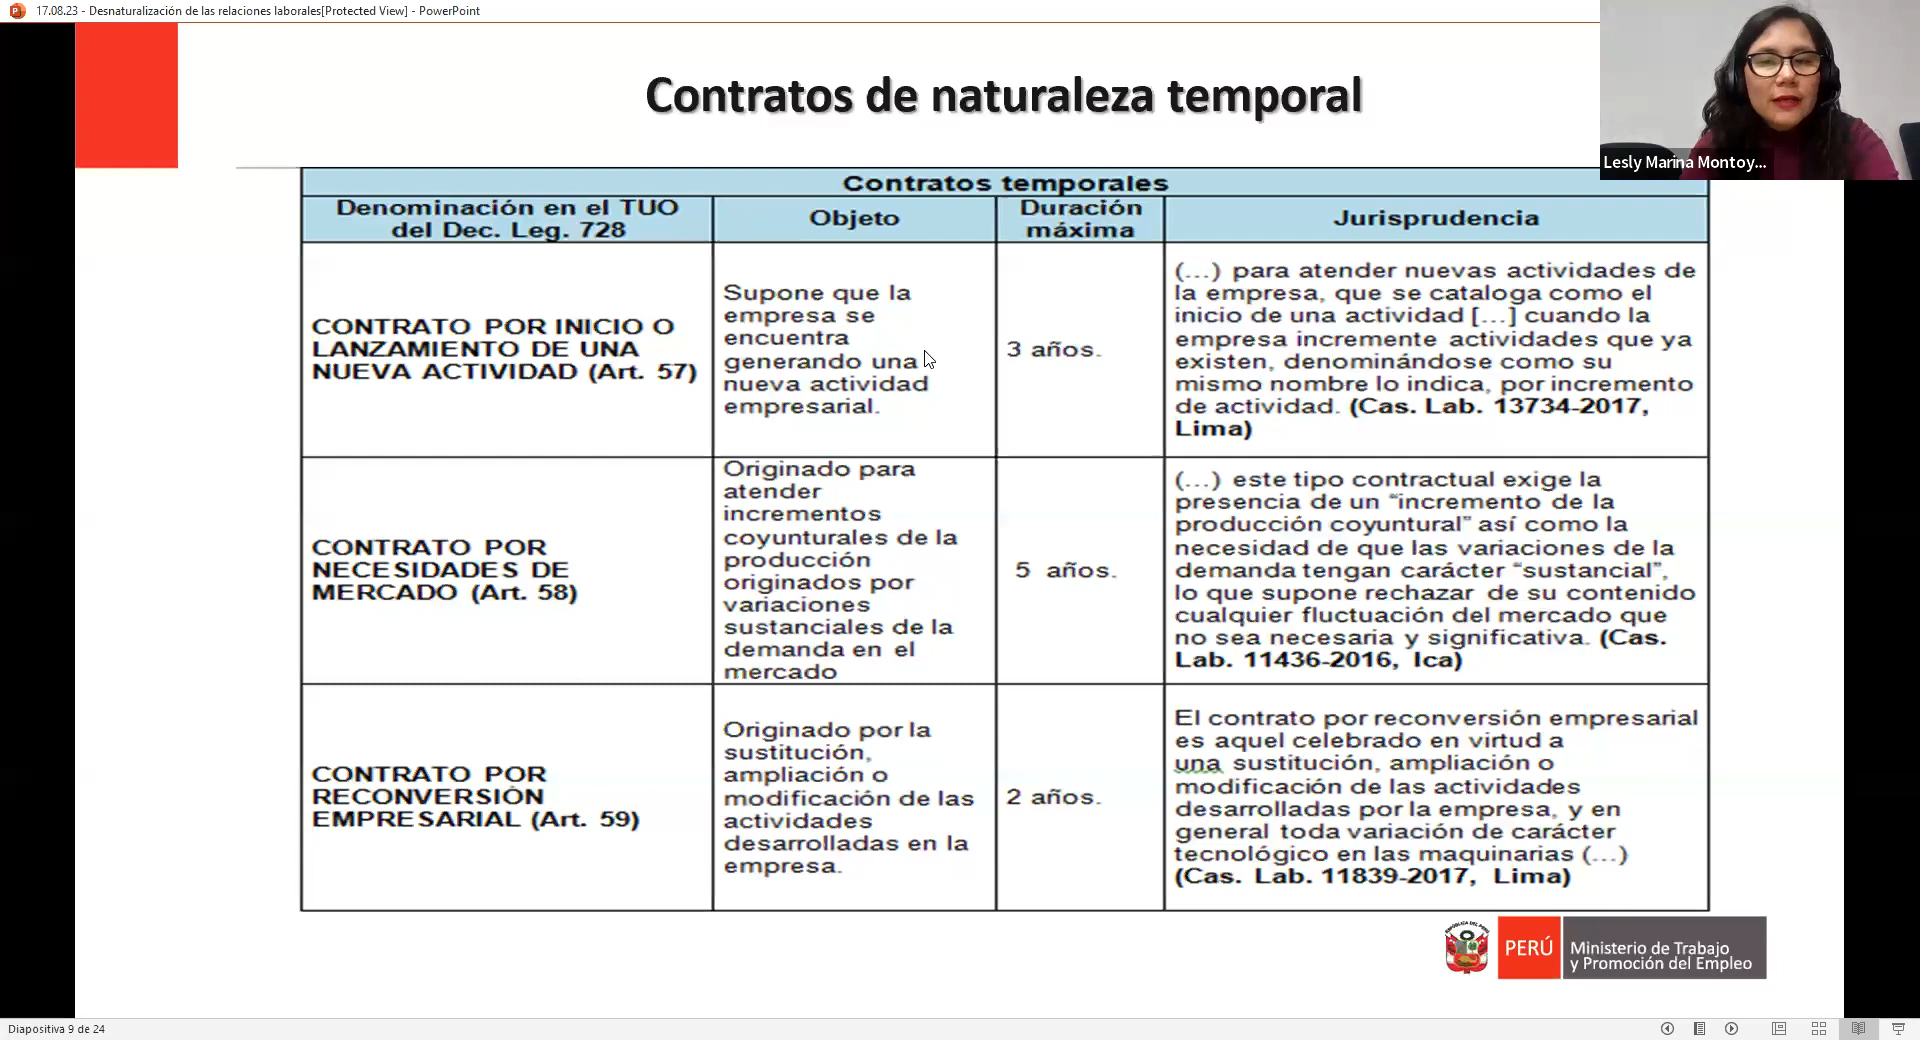 17.08.23 - Desnaturalización de las relaciones laborales[Protected View] - PowerPoint
Contratos de naturaleza temporal
Lesly Marina Montoy...
Contratos temporales
Denominación en el TUO
del Dec. Leg. 728
Objeto
Duración
máxima
Jurisprudencia
CONTRATO POR INICIO O
LANZAMIENTO DE UNA
NUEVA ACTIVIDAD (Art. 57)
Supone que la
empresa se
encuentra
generando una
nueva actividad
empresarial.
3 años.
(...) para atender nuevas actividades de
la empresa, que se cataloga como el
inicio de una actividad [...] cuando la
empresa incremente actividades que ya
existen, denominándose como su
mismo nombre lo indica, por incremento
de actividad. (Cas. Lab. 13734-2017,
Lima)
CONTRATO POR
NECESIDADES DE
MERCADO (Art. 58)
Originado para
atender
incrementos
coyunturales de la
producción
originados por
variaciones
sustanciales de la
demanda en el
mercado
5 años.
(...) este tipo contractual exige la
presencia de un “incremento de la
producción coyuntural” así como la
necesidad de que las variaciones de la
demanda tengan carácter “sustancial”,
lo que supone rechazar de su contenido
cualquier fluctuación del mercado que
no sea necesaria y significativa. (Cas.
Lab. 11436-2016, Ica)
CONTRATO POR
RECONVERSIÓN
EMPRESARIAL (Art. 59)
Originado por la
sustitución,
ampliación o
modificación de las
actividades
desarrolladas en la
empresa.
2 años.
El contrato por reconversión empresarial
es aquel celebrado en virtud a
una sustitución, ampliación o
modificación de las actividades
desarrolladas por la empresa, y en
general toda variación de carácter
tecnológico en las maquinarias (...)
(Cas. Lab. 11839-2017, Lima)
REPÚBLICA DEL PERÚ
PERÚ
Ministerio de Trabajo
y Promoción del Empleo
Diapositiva 9 de 24